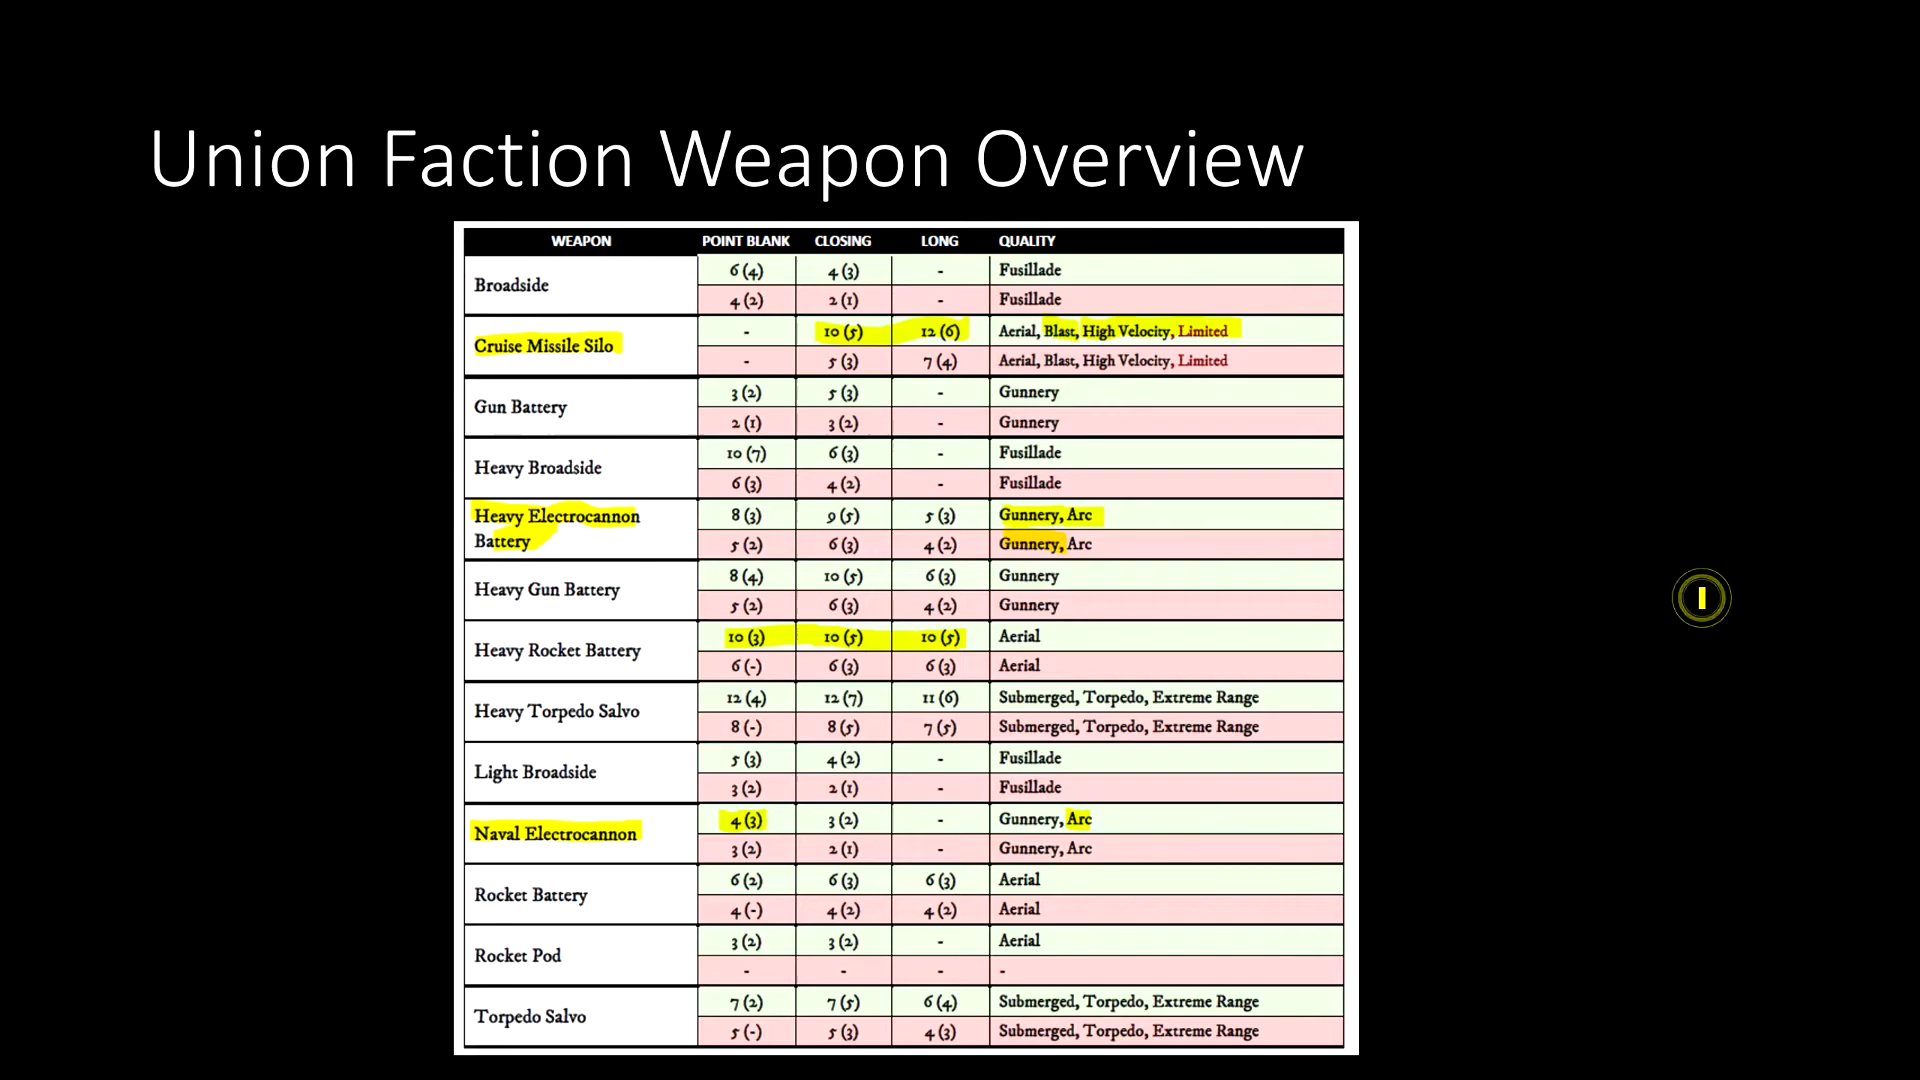 Union Faction Weapon Overview
WEAPON POINT BLANK CLOSING LONG QUALITY
Broadside
6 (4) 4 (3) - Fusillade
4 (2) 2 (1) - Fusillade
Cruise Missile Silo
- 10 (5) 12 (6) Aerial, Blast, High Velocity, Limited
- 5 (3) 7 (4) Aerial, Blast, High Velocity, Limited
Gun Battery
3 (2) 5 (3) - Gunnery
2 (1) 3 (2) - Gunnery
Heavy Broadside
10 (7) 6 (3) - Fusillade
6 (3) 4 (2) - Fusillade
Heavy Electrocannon
Battery
8 (3) 9 (5) 5 (3) Gunnery, Arc
5 (2) 6 (3) 4 (2) Gunnery, Arc
Heavy Gun Battery
8 (4) 10 (5) 6 (3) Gunnery
5 (2) 6 (3) 4 (2) Gunnery
Heavy Rocket Battery
10 (3) 10 (5) 10 (5) Aerial
6 (-) 6 (3) 6 (3) Aerial
Heavy Torpedo Salvo
12 (4) 12 (7) 11 (6) Submerged, Torpedo, Extreme Range
8 (-) 8 (5) 7 (5) Submerged, Torpedo, Extreme Range
Light Broadside
5 (3) 4 (2) - Fusillade
3 (2) 2 (1) - Fusillade
Naval Electrocannon
4 (3) 3 (2) - Gunnery, Arc
3 (2) 2 (1) - Gunnery, Arc
Rocket Battery
6 (2) 6 (3) 6 (3) Aerial
4 (-) 4 (2) 4 (2) Aerial
Rocket Pod
3 (2) 3 (2) - Aerial
- - - -
Torpedo Salvo
7 (2) 7 (5) 6 (4) Submerged, Torpedo, Extreme Range
5 (-) 5 (3) 4 (3) Submerged, Torpedo, Extreme Range